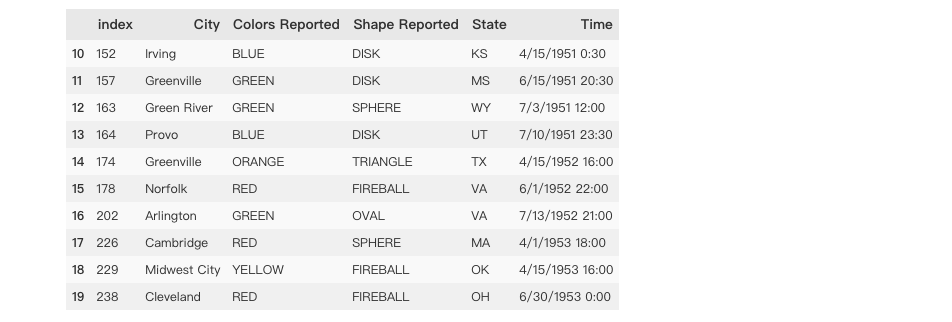 index City Colors Reported Shape Reported State Time
10 152 Irving BLUE DISK KS 4/15/1951 0:30
11 157 Greenville GREEN DISK MS 6/15/1951 20:30
12 163 Green River GREEN SPHERE WY 7/3/1951 12:00
13 164 Provo BLUE DISK UT 7/10/1951 23:30
14 174 Greenville ORANGE TRIANGLE TX 4/15/1952 16:00
15 178 Norfolk RED FIREBALL VA 6/1/1952 22:00
16 202 Arlington GREEN OVAL VA 7/13/1952 21:00
17 226 Cambridge RED SPHERE MA 4/1/1953 18:00
18 229 Midwest City YELLOW FIREBALL OK 4/15/1953 16:00
19 238 Cleveland RED FIREBALL OH 6/30/1953 0:00